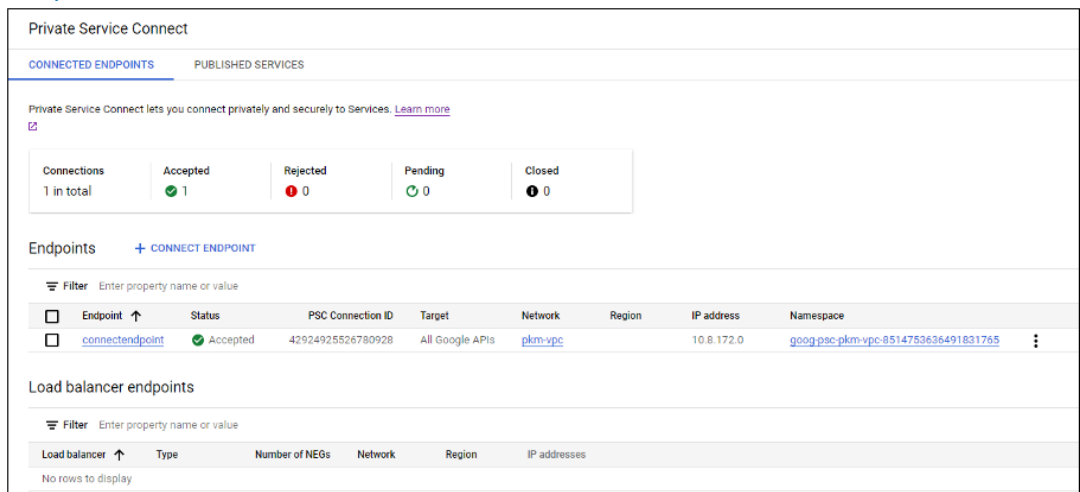 Private Service Connect
CONNECTED ENDPOINTS PUBLISHED SERVICES
Private Service Connect lets you connect privately and securely to Services. Learn more
Connections Accepted Rejected Pending Closed
1 in total 1 0 0 0
Endpoints + CONNECT ENDPOINT
Filter Enter property name or value
Endpoint ↑ Status PSC Connection ID Target Network Region IP address Namespace
connectendpoint Accepted 42924925526780928 All Google APIs pkm-vpc 10.8.172.0 goog-psc-pkm-vpc-8514753636491831765
Load balancer endpoints
Filter Enter property name or value
Load balancer ↑ Type Number of NEGs Network Region IP addresses
No rows to display